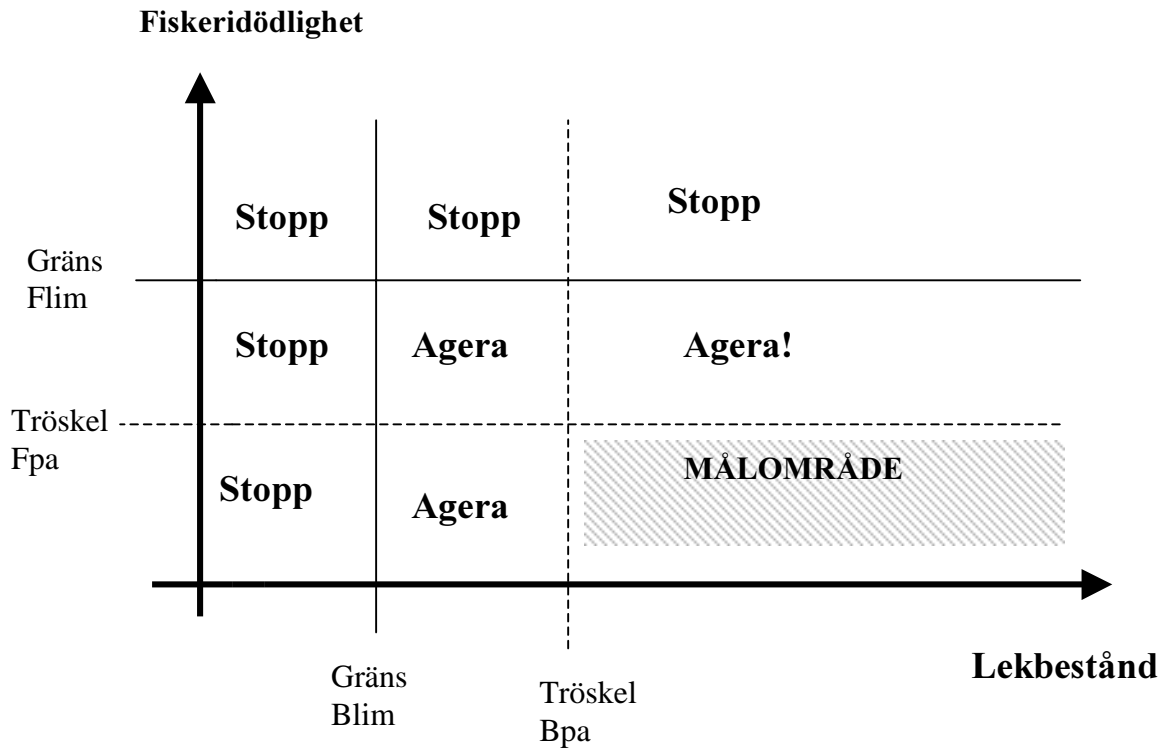 Fiskeridödlighet
Stopp
Stopp
Stopp
Gräns
Flim
Stopp
Agera
Agera!
Tröskel
Fpa
Stopp
Agera
MÅLOMRÅDE
Lekbestånd
Gräns
Blim
Tröskel
Bpa